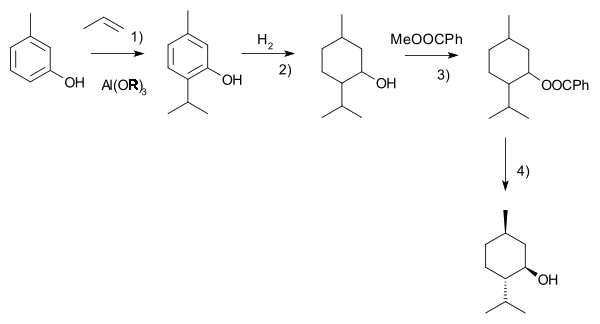 1)
OH
Al(OR)3
OH
H2
2)
OH
MeOOCPh
3)
OOCPh
4)
OH